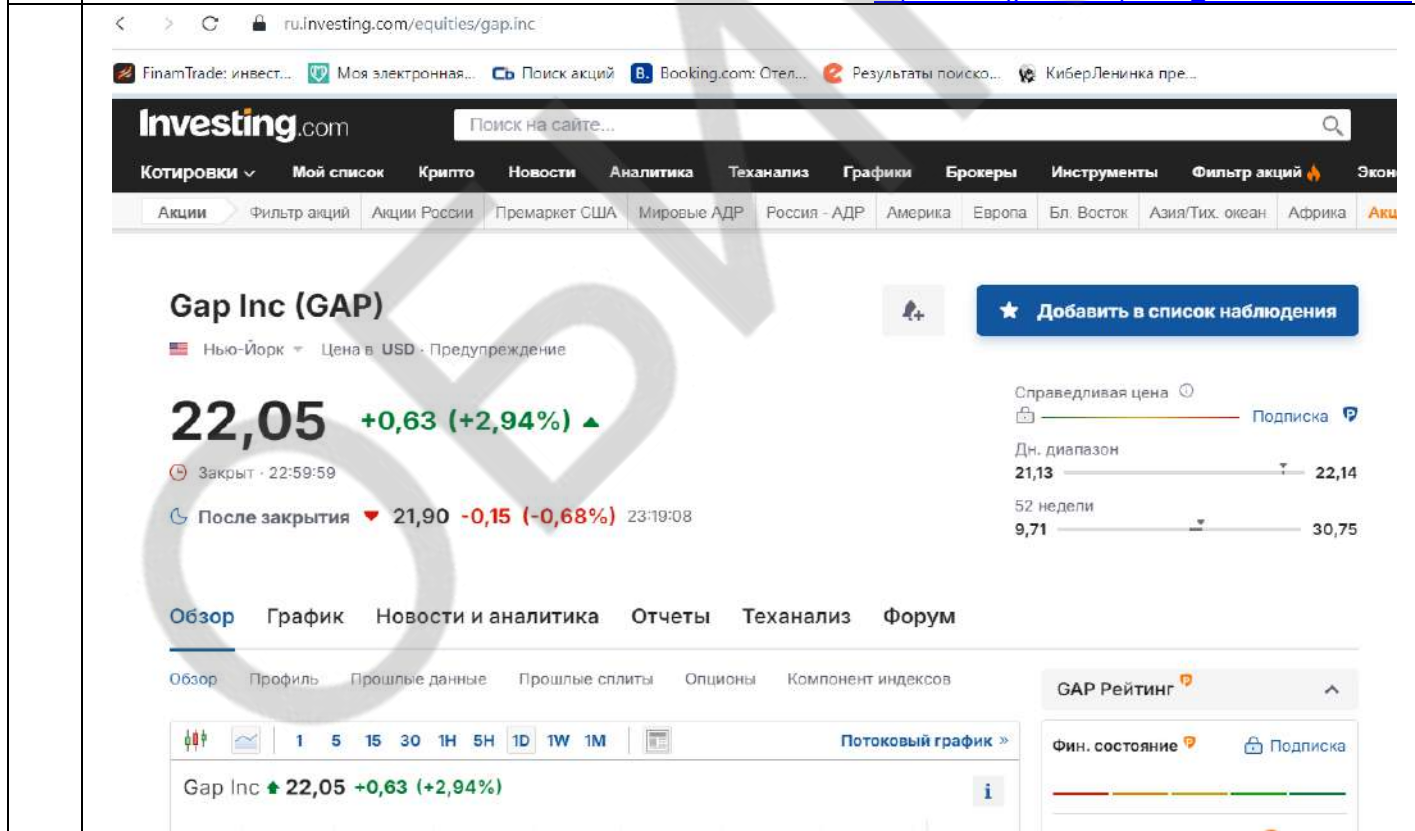 ru.investing.com/equities/gap.inc
FinamTrade: инвест... Моя электронная... Сь Поиск акций B. Booking.com: Отел... Результаты поиско... КиберЛенинка пре...
Investing.com Поиск на сайте...
Котировки Мой список Крипто Новости Аналитика Теханализ Графики Брокеры Инструменты Фильтр акций Экон
Акции Фильтр акций Акции России Премаркет США Мировые АДР Россия - АДР Америка Европа Бл. Восток Азия/Тих. океан Африка Акц
Gap Inc (GAP)
Добавить в список наблюдения
Нью-Йорк Цена в USD · Предупреждение
22,05 +0,63 (+2,94%)
Справедливая цена
Подписка
Закрыт · 22:59:59
Дн. диапазон
21,13 22,14
После закрытия 21,90 -0,15 (-0,68%) 23:19:08
52 недели
9,71 30,75
Обзор График Новости и аналитика Отчеты Теханализ Форум
Обзор Профиль Прошлые данные Прошлые сплиты Опционы Компонент индексов
GAP Рейтинг
1 5 15 30 1H 5H 1D 1W 1M Потоковый график »
Фин. состояние Подписка
Gap Inc 22,05 +0,63 (+2,94%) i